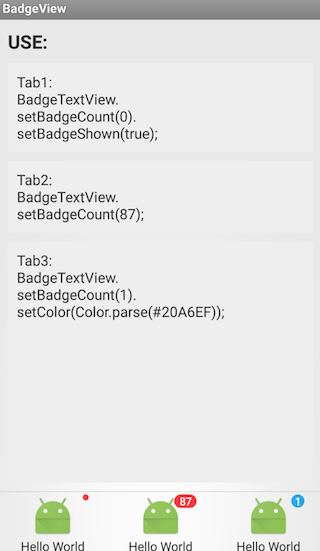 BadgeView
USE:
Tab1:
BadgeTextView.
setBadgeCount(0).
setBadgeShown(true);
Tab2:
BadgeTextView.
setBadgeCount(87);
Tab3:
BadgeTextView.
setBadgeCount(1).
setColor(Color.parse(#20A6EF));
87
1
Hello World
Hello World
Hello World